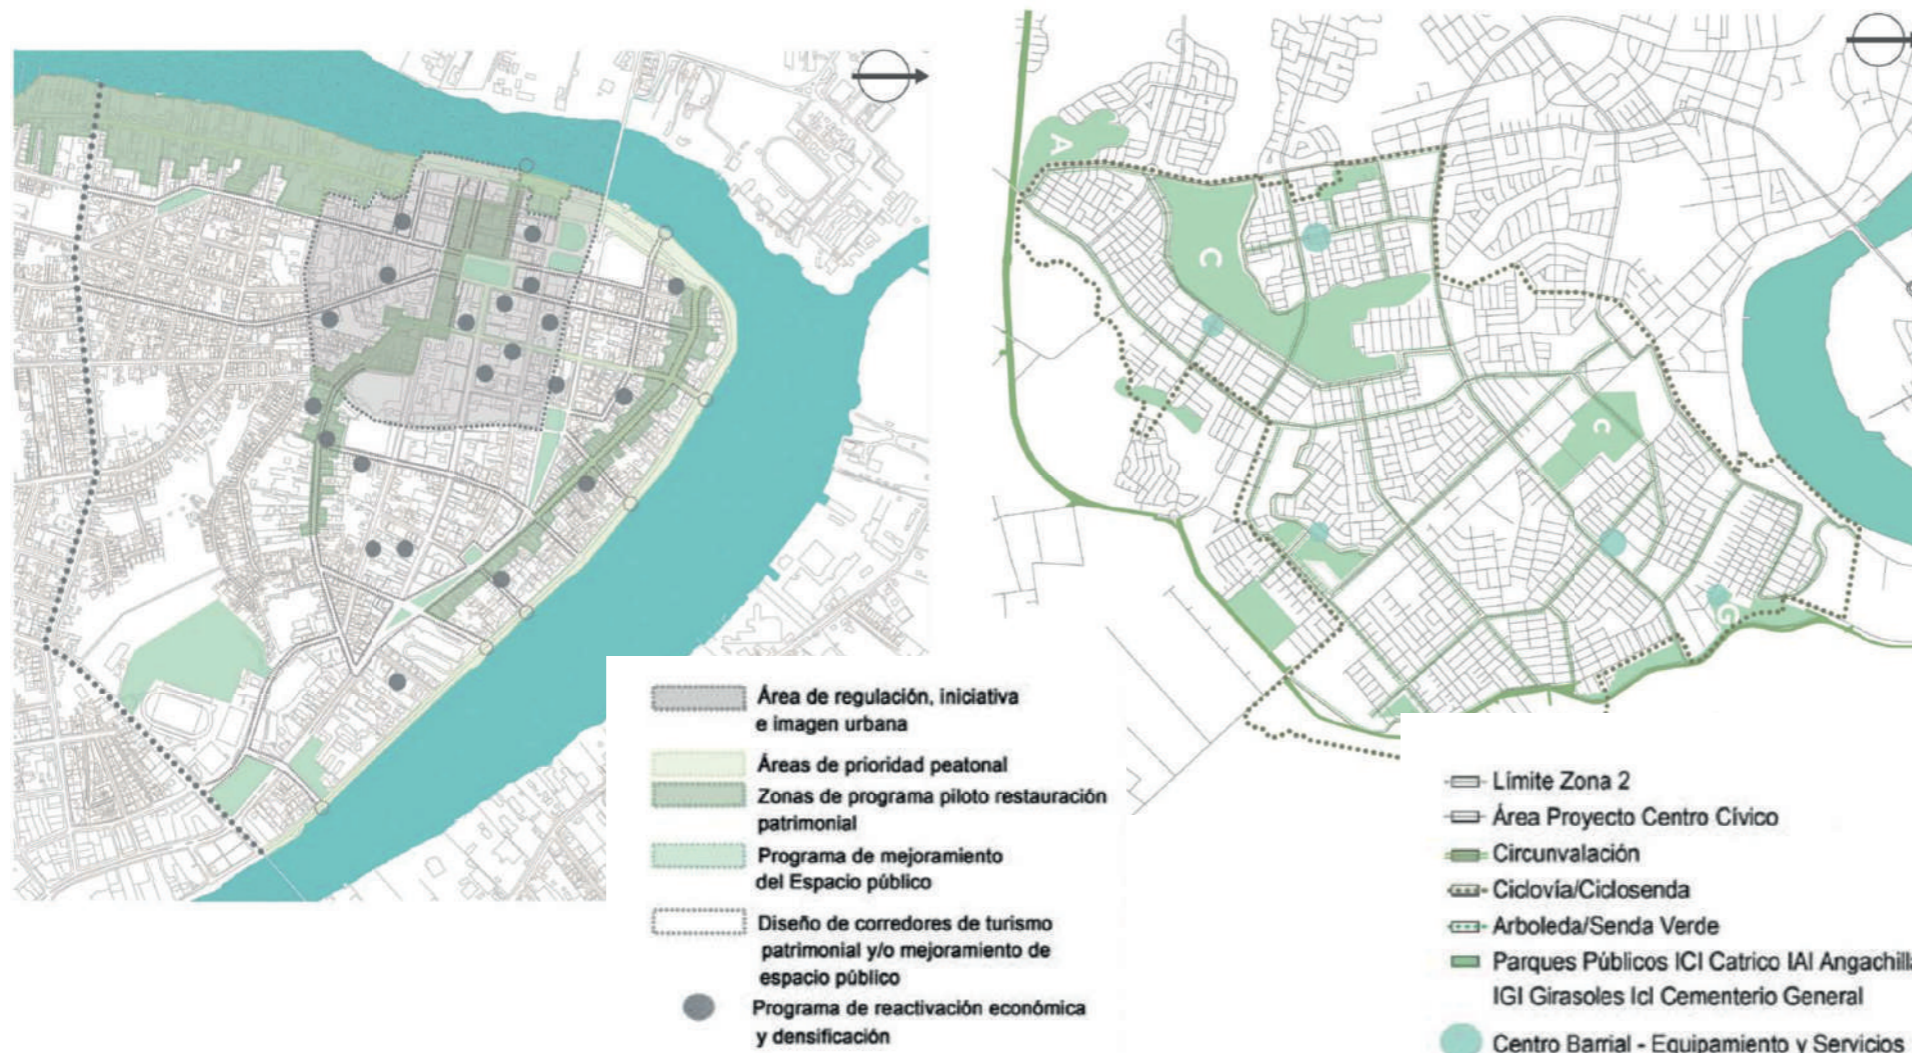 A
C
c
G
Área de regulación, iniciativa
e imagen urbana
Áreas de prioridad peatonal
Zonas de programa piloto restauración
patrimonial
Programa de mejoramiento
del Espacio público
Diseño de corredores de turismo
patrimonial y/o mejoramiento de
espacio público
Programa de reactivación económica
y densificación
Límite Zona 2
Área Proyecto Centro Cívico
Circunvalación
Ciclovía/Ciclosenda
Arboleda/Senda Verde
Parques Públicos ICI Catrico IAI Angachilla
IGI Girasoles IcI Cementerio General
Centro Barrial - Equipamiento y Servicios